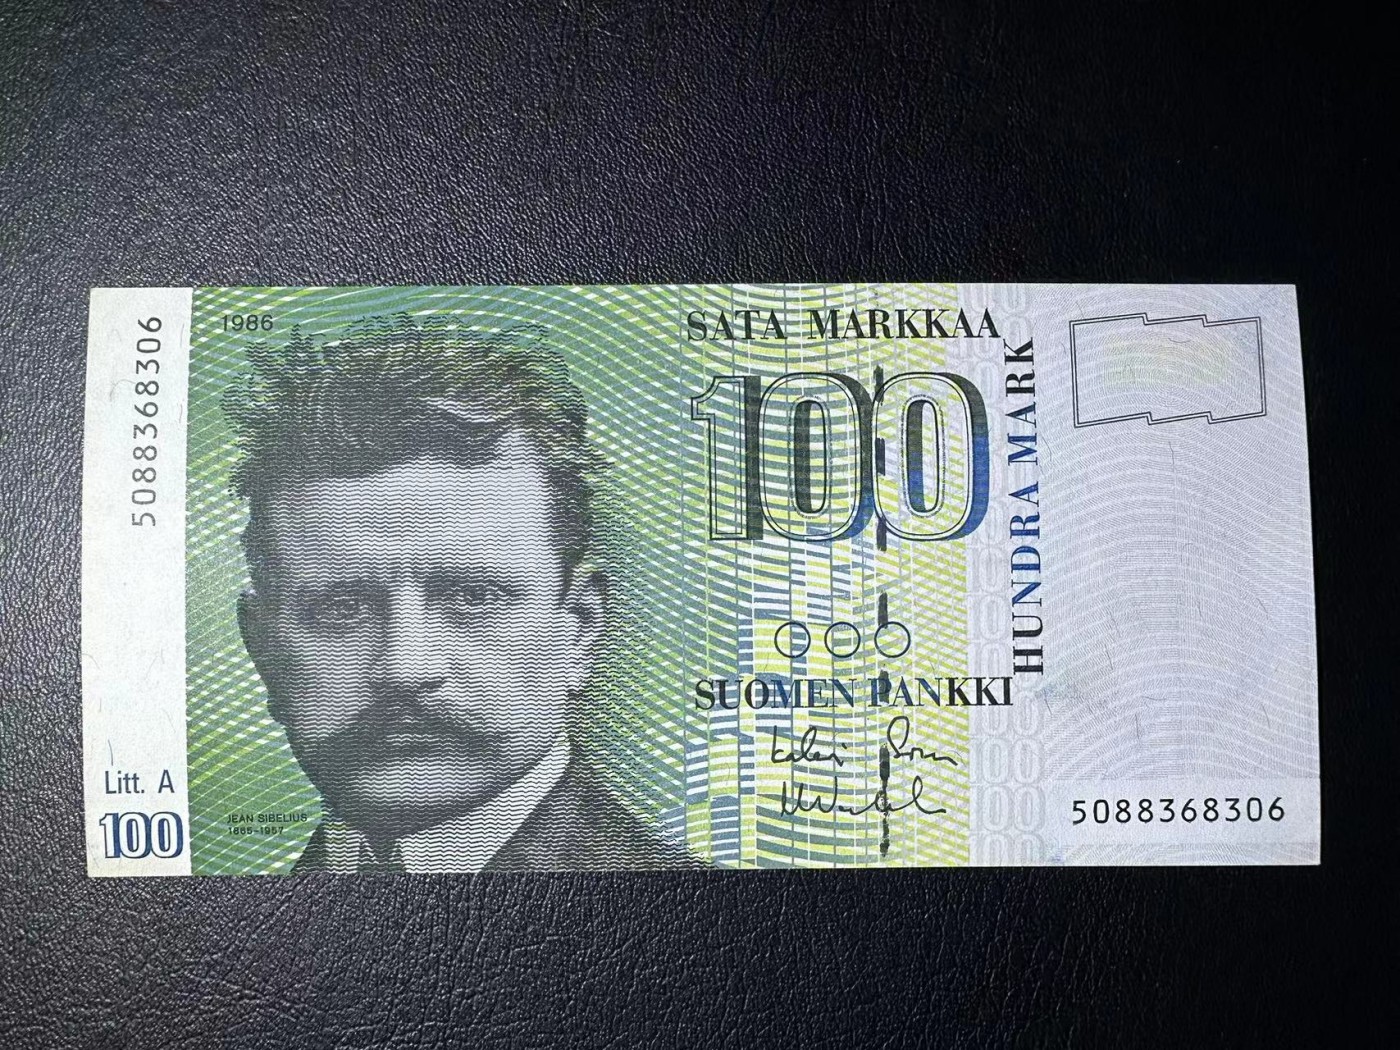 5088368306
1986
SATA MARKKAA
100
HUNDRA MARK
SUOMEN PANKKI
Litt. A
100
JEAN SIBELIUS
1865-1957
5088368306